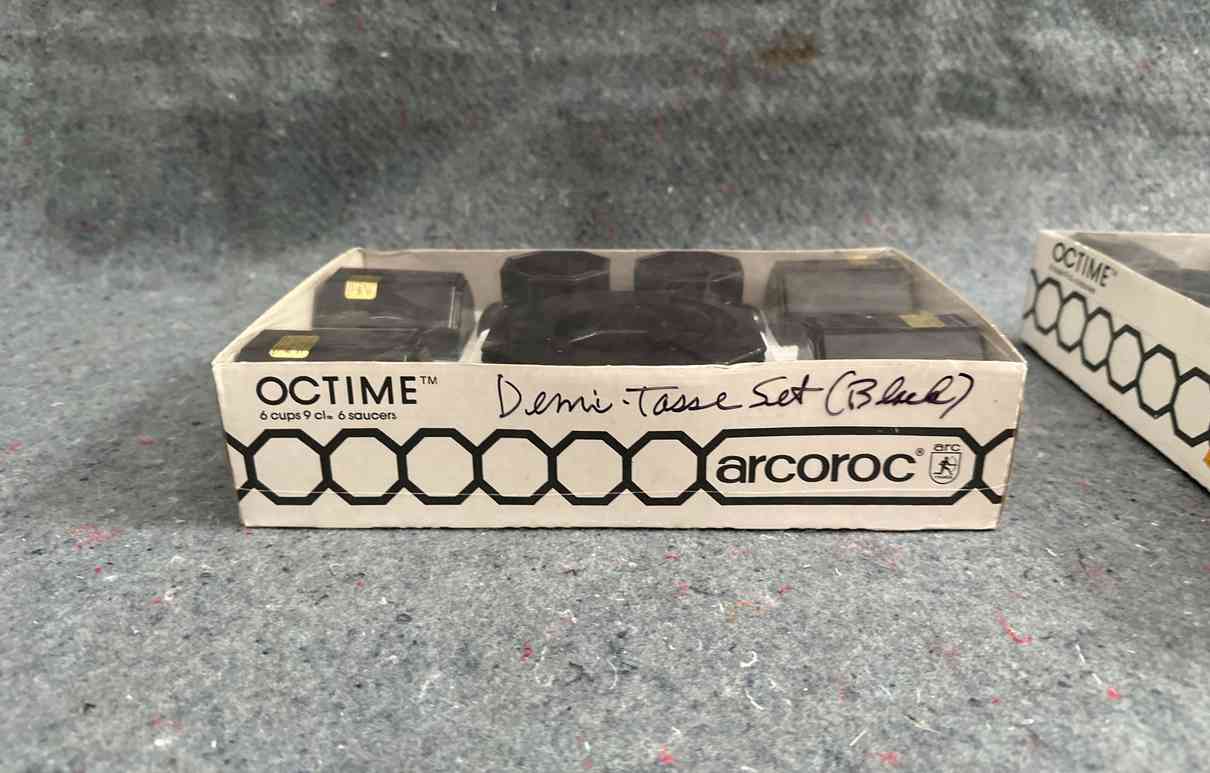 OCTIME™
6 cups 9 cl. 6 saucers
Demi-Tasse Set (Black)
arcoroc®
arc
OCTIME™